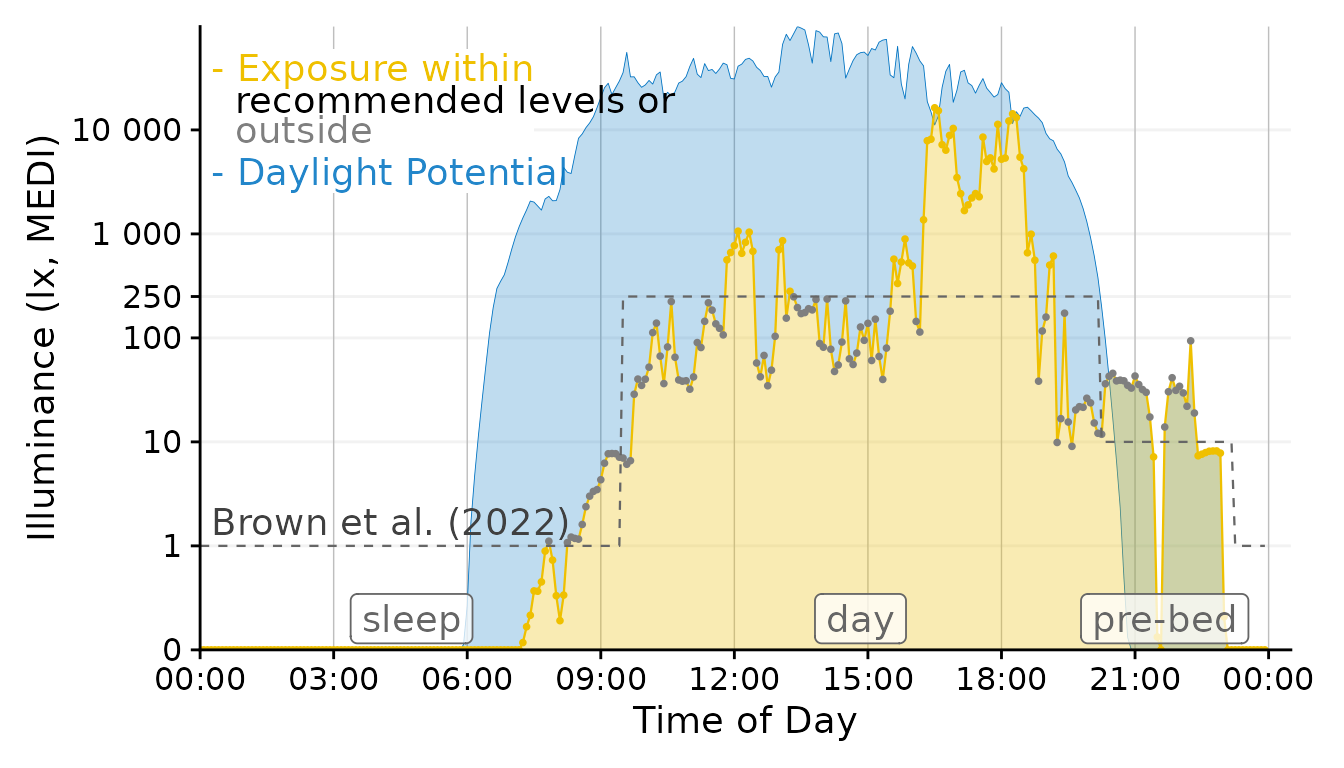 - Exposure within
recommended levels or
outside
- Daylight Potential
10 000
1 000
250
100
10
1
0
Illuminance (lx, MEDI)
Brown et al. (2022)
sleep
day
pre-bed
00:00 03:00 06:00 09:00 12:00 15:00 18:00 21:00 00:00
Time of Day